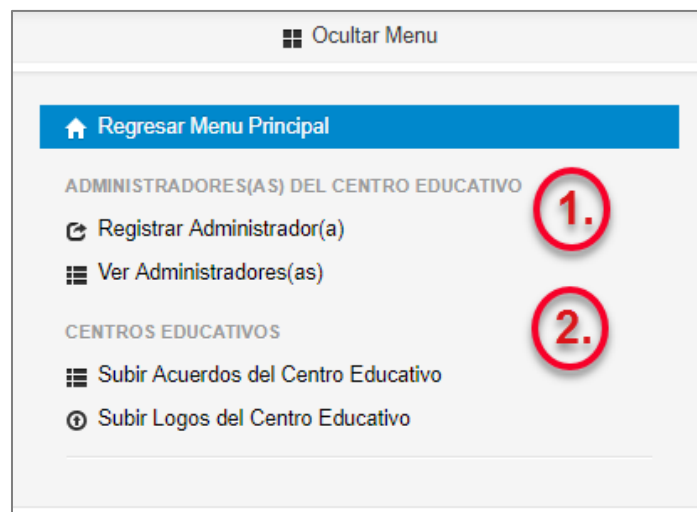 Ocultar Menu
Regresar Menu Principal
ADMINISTRADORES(AS) DEL CENTRO EDUCATIVO
1.
Registrar Administrador(a)
Ver Administradores(as)
CENTROS EDUCATIVOS
2.
Subir Acuerdos del Centro Educativo
Subir Logos del Centro Educativo